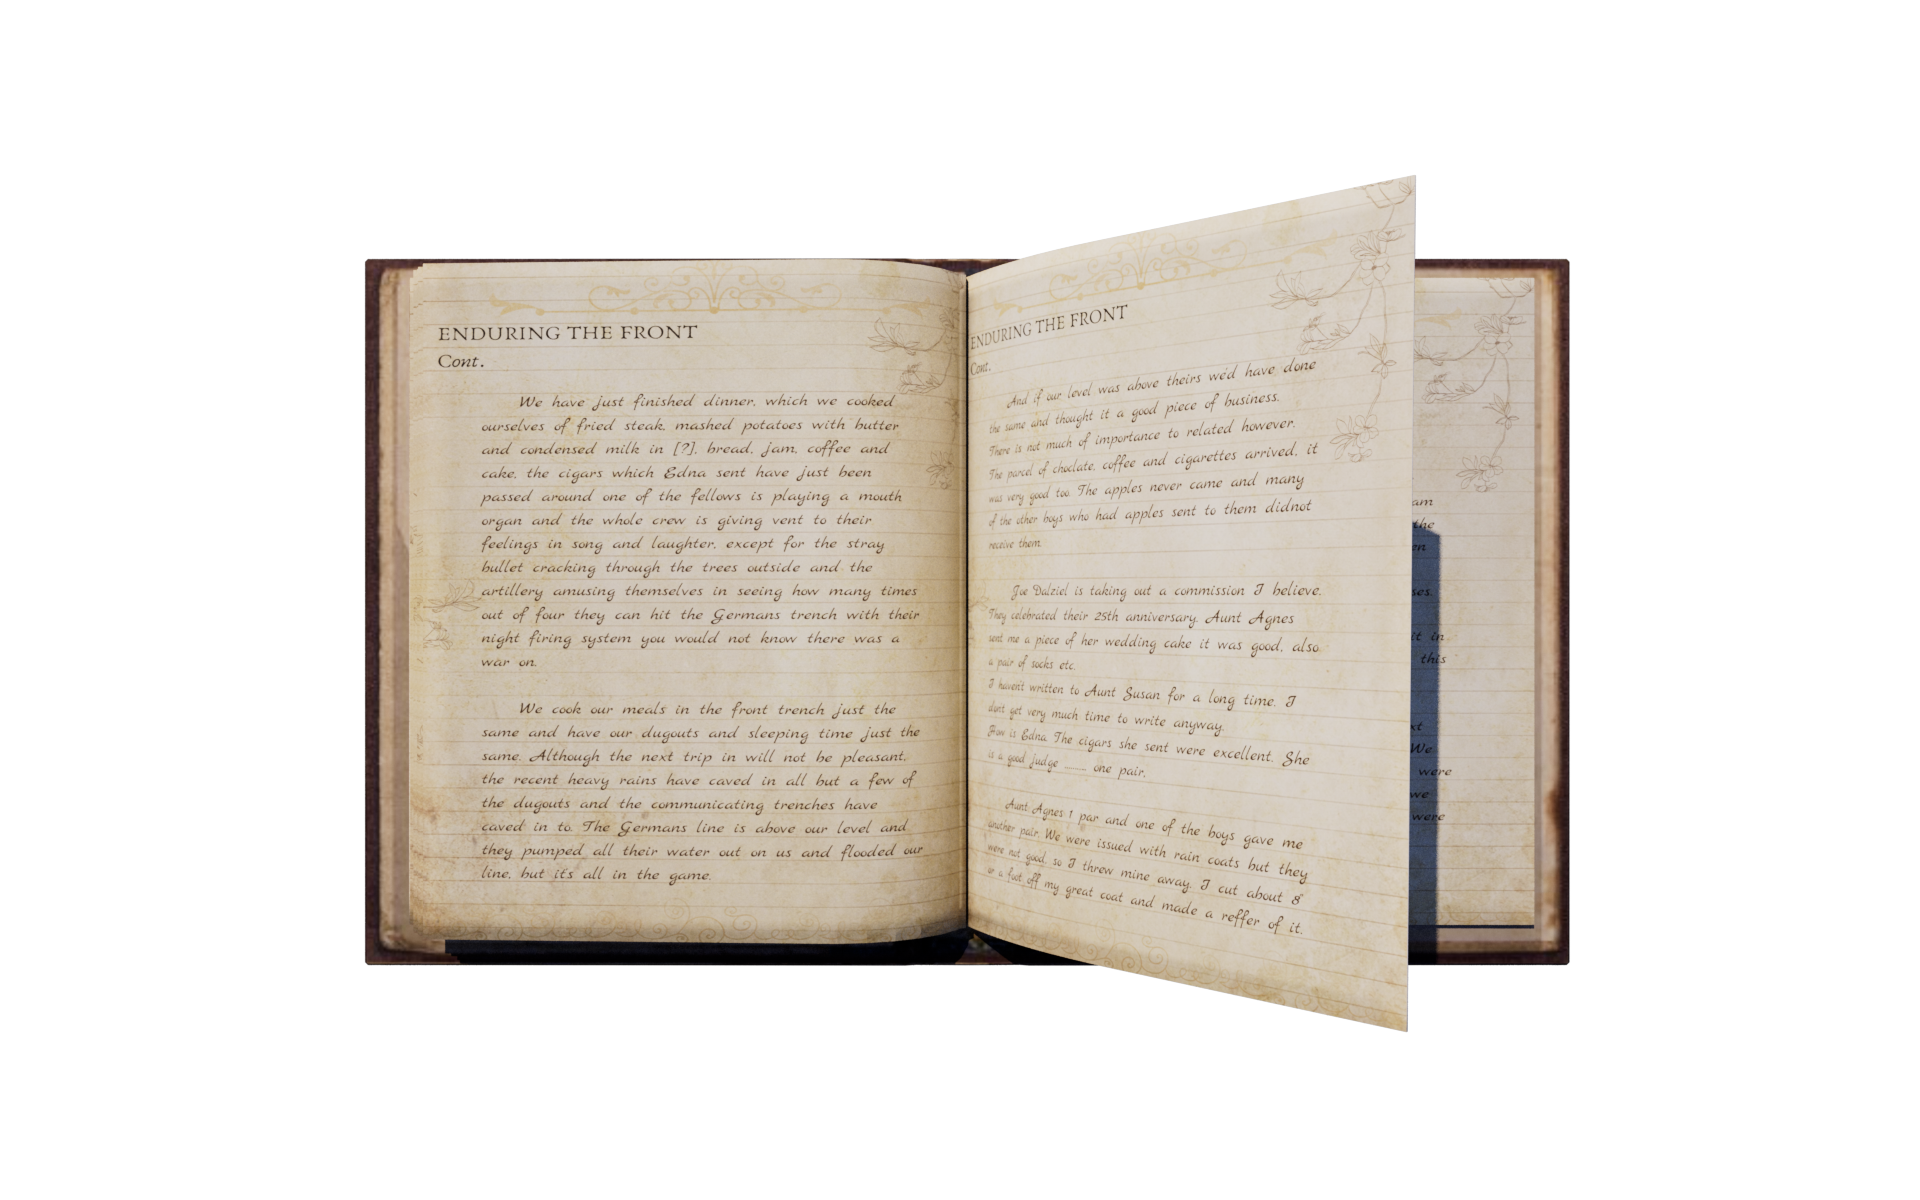 ENDURING THE FRONT
Cont.
We have just finished dinner, which we cooked
ourselves of fried steak, mashed potatoes with butter
and condensed milk in [?], bread, jam, coffee and
cake, the cigars which Edna sent have just been
passed around one of the fellows is playing a mouth
organ and the whole crew is giving vent to their
feelings in song and laughter, except for the stray
bullet cracking through the trees outside and the
artillery amusing themselves in seeing how many times
out of four they can hit the Germans trench with their
night firing system you would not know there was a
war on.
We cook our meals in the front trench just the
same and have our dugouts and sleeping time just the
same. Although the next trip in will not be pleasant,
the recent heavy rains have caved in all but a few of
the dugouts and the communicating trenches have
caved in to. The Germans line is above our level and
they pumped all their water out on us and flooded our
line, but it's all in the game.
ENDURING THE FRONT
Cont.
And if our level was above theirs we'd have done
the same and thought it a good piece of business.
There is not much of importance to related however.
The parcel of choclate, coffee and cigarettes arrived, it
was very good too. The apples never came and many
of the other boys who had apples sent to them didnot
receive them.
Joe Dalziel is taking out a commission I believe.
They celebrated their 25th anniversary. Aunt Agnes
sent me a piece of her wedding cake it was good, also
a pair of socks etc.
I haven't written to Aunt Susan for a long time. I
don't get very much time to write anyway.
How is Edna. The cigars she sent were excellent. She
is a good judge ...... one pair,
Aunt Agnes 1 par and one of the boys gave me
another pair. We were issued with rain coats but they
were not good, so I threw mine away. I cut about 8"
or a foot off my great coat and made a reffer of it.
am
the
en
ses.
it in
this
xt
We
were
we
were